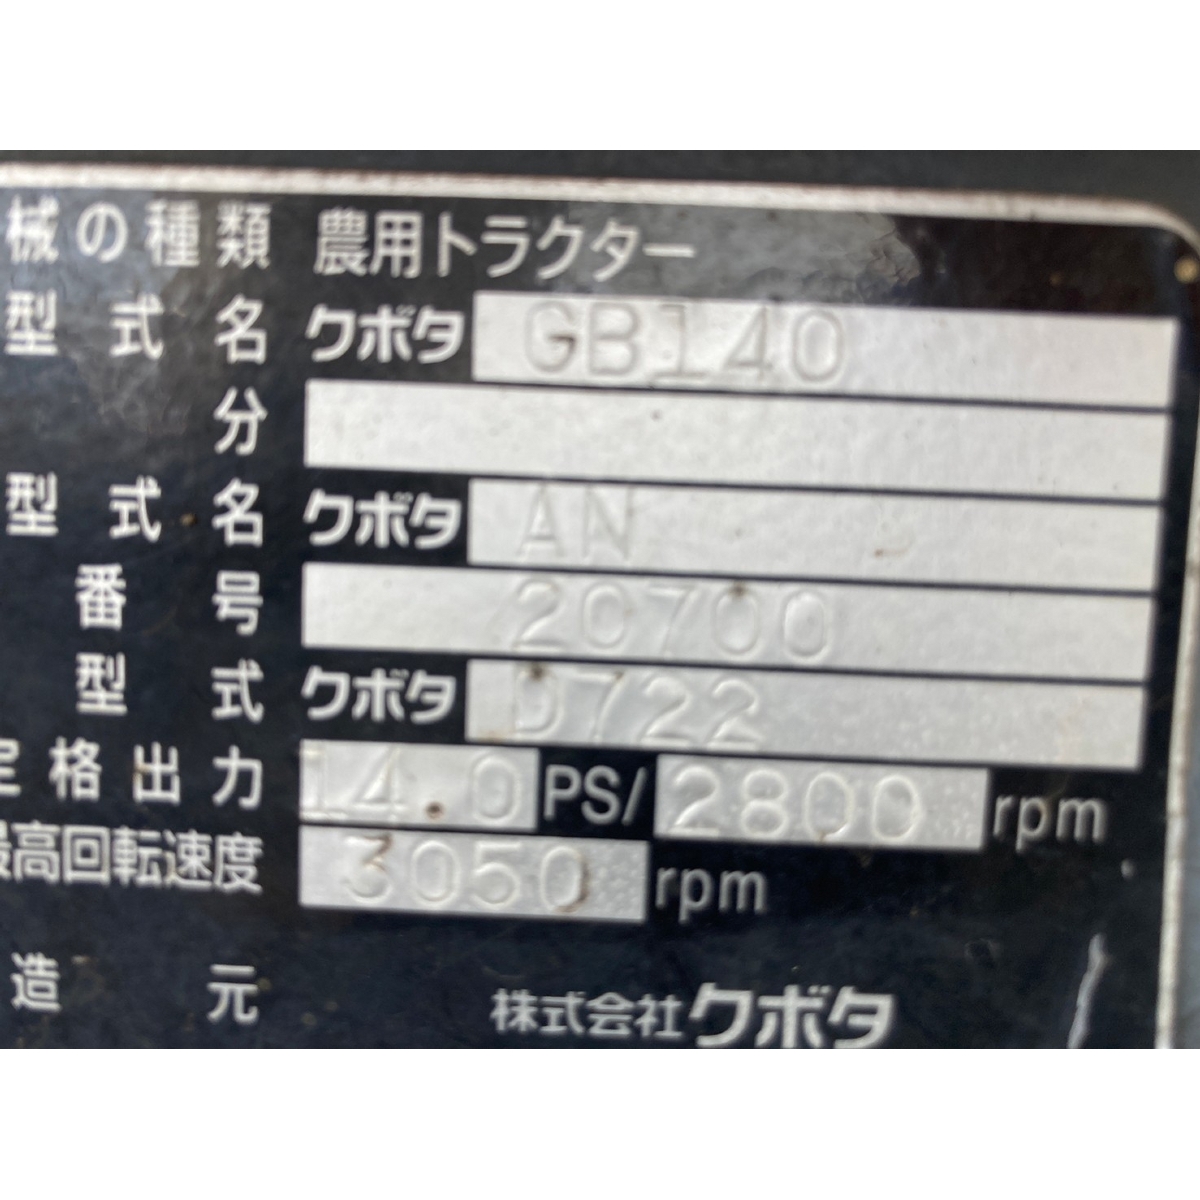 械の種類 農用トラクター
型式名 クボタ GB140
分
型式名 クボタ AN
番号 20700
型式 クボタ D722
定格出力 14.0 PS/ 2800 rpm
最高回転速度 3050 rpm
造元 株式会社クボタ